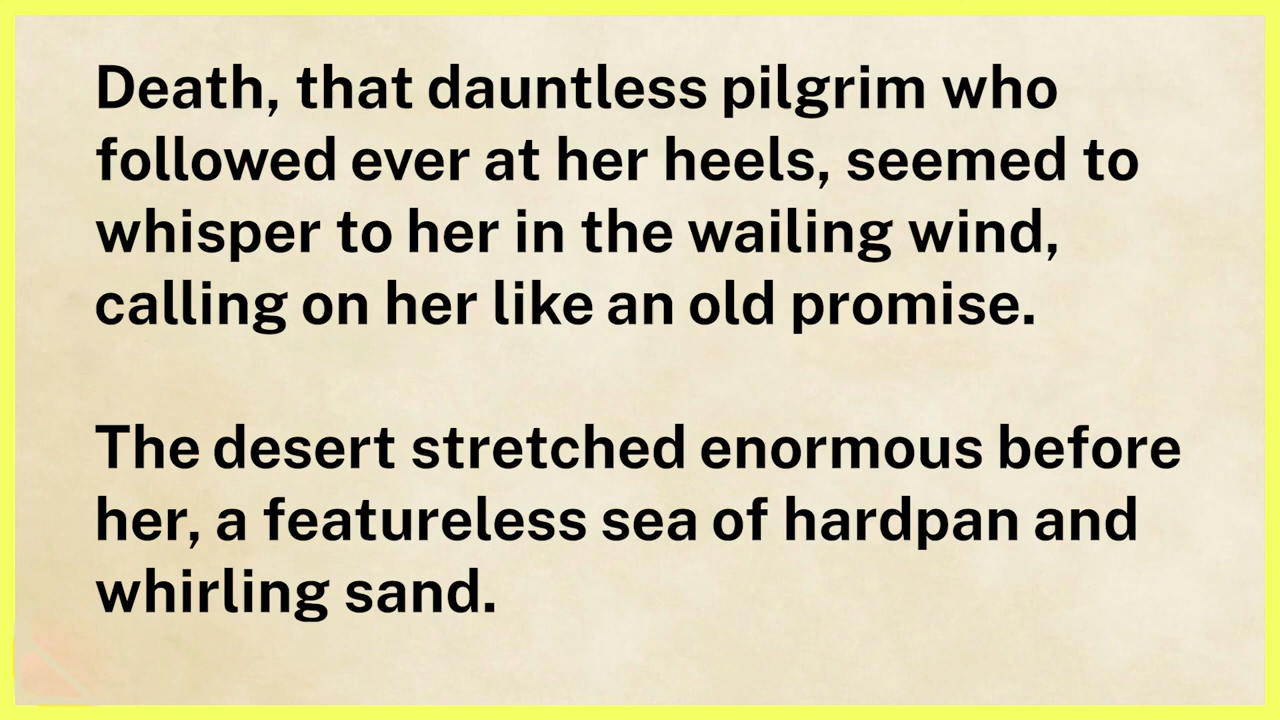 Death, that dauntless pilgrim who
followed ever at her heels, seemed to
whisper to her in the wailing wind,
calling on her like an old promise.
The desert stretched enormous before
her, a featureless sea of hardpan and
whirling sand.